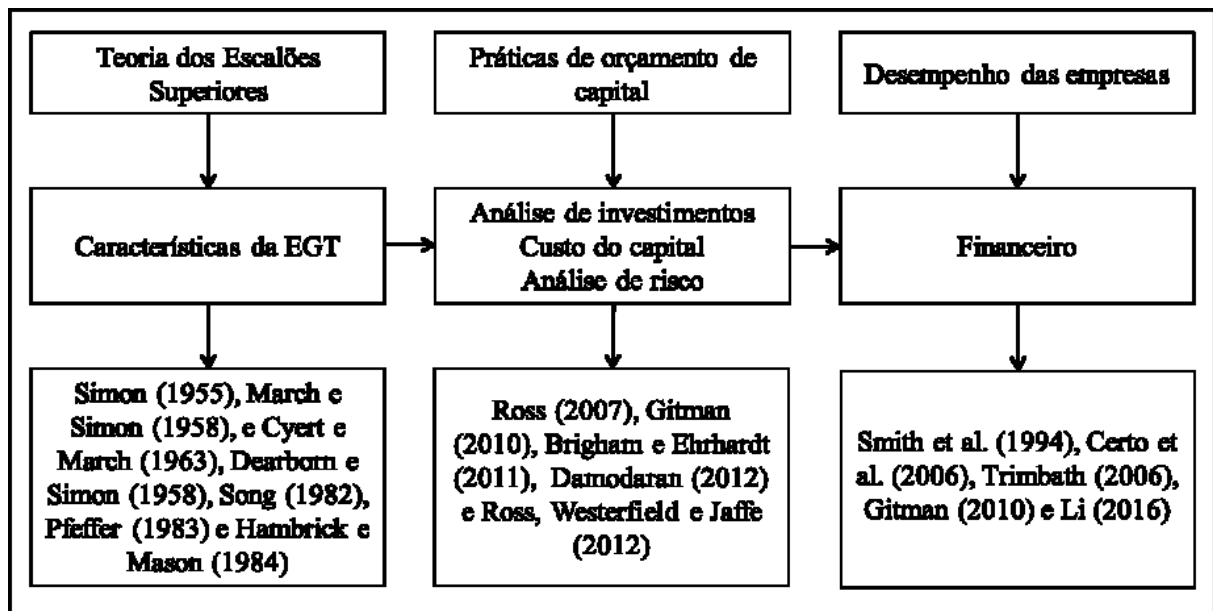 Teoria dos Escalões
Superiores
Práticas de orçamento de
capital
Desempenho das empresas
Características da EGT
Análise de investimentos
Custo do capital
Análise de risco
Financeiro
Simon (1955), March e
Simon (1958), e Cyert e
March (1963), Dearborn e
Simon (1958), Song (1982),
Pfeffer (1983) e Hambrick e
Mason (1984)
Ross (2007), Gitman
(2010), Brigham e Ehrhardt
(2011), Damodaran (2012)
e Ross, Westerfield e Jaffe
(2012)
Smith et al. (1994), Certo et
al. (2006), Trimbath (2006),
Gitman (2010) e Li (2016)